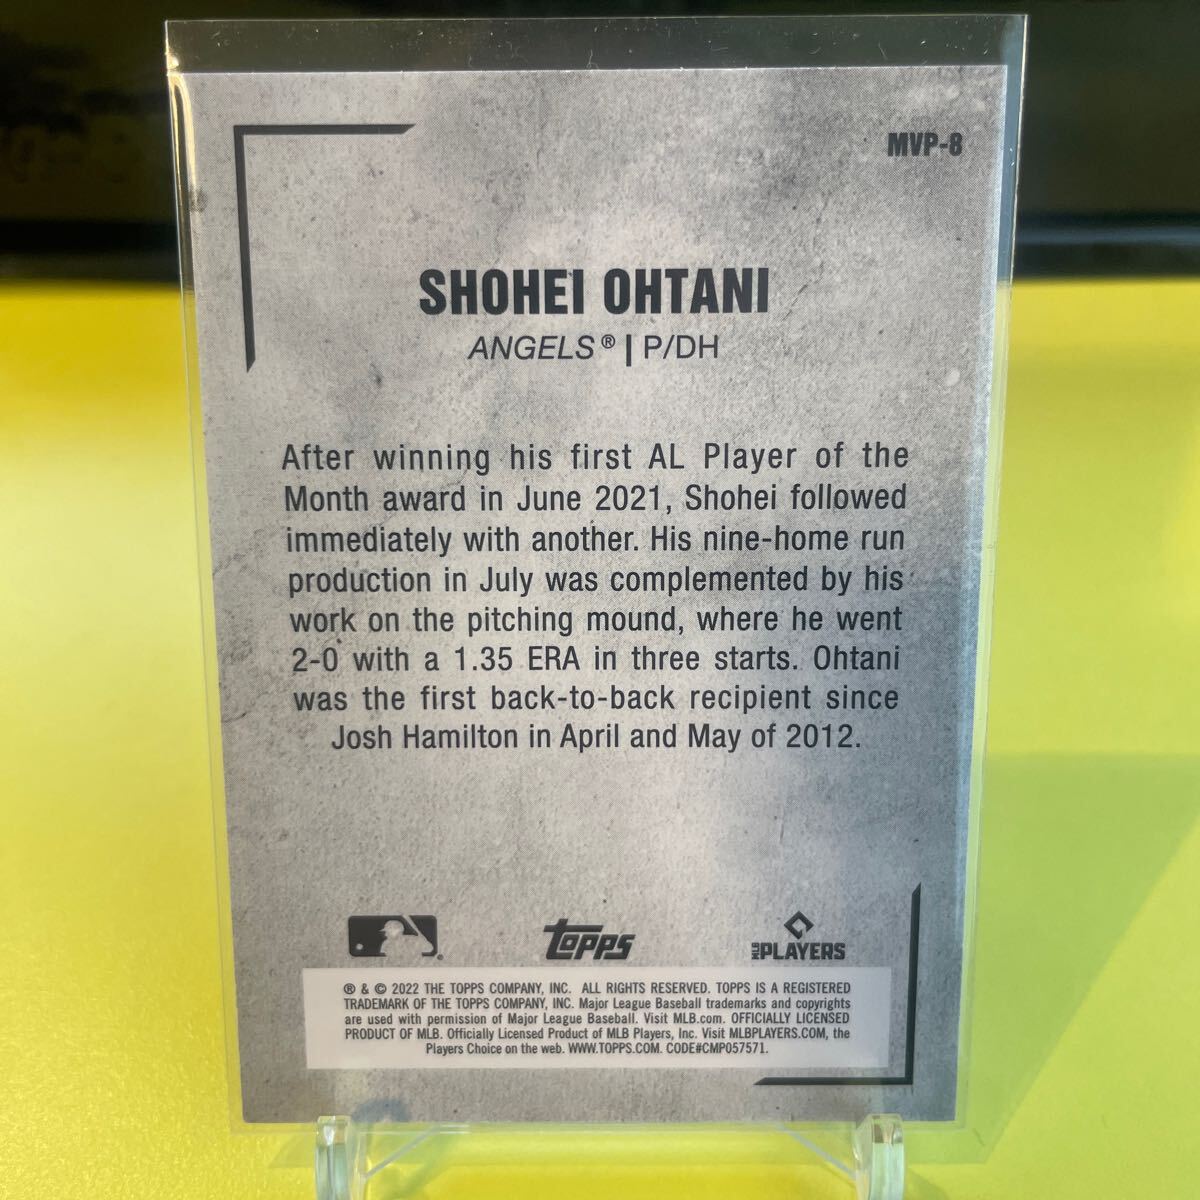 MVP-8
SHOHEI OHTANI
ANGELS® | P/DH
After winning his first AL Player of the
Month award in June 2021, Shohei followed
immediately with another. His nine-home run
production in July was complemented by his
work on the pitching mound, where he went
2-0 with a 1.35 ERA in three starts. Ohtani
was the first back-to-back recipient since
Josh Hamilton in April and May of 2012.
topps MLB PLAYERS
® & © 2022 THE TOPPS COMPANY, INC. ALL RIGHTS RESERVED. TOPPS IS A REGISTERED
TRADEMARK OF THE TOPPS COMPANY, INC. Major League Baseball trademarks and copyrights
are used with permission of Major League Baseball. Visit MLB.com. OFFICIALLY LICENSED
PRODUCT OF MLB. Officially Licensed Product of MLB Players, Inc. Visit MLBPLAYERS.COM, the
Players Choice on the web. WWW.TOPPS.COM. CODE#CMP057571.